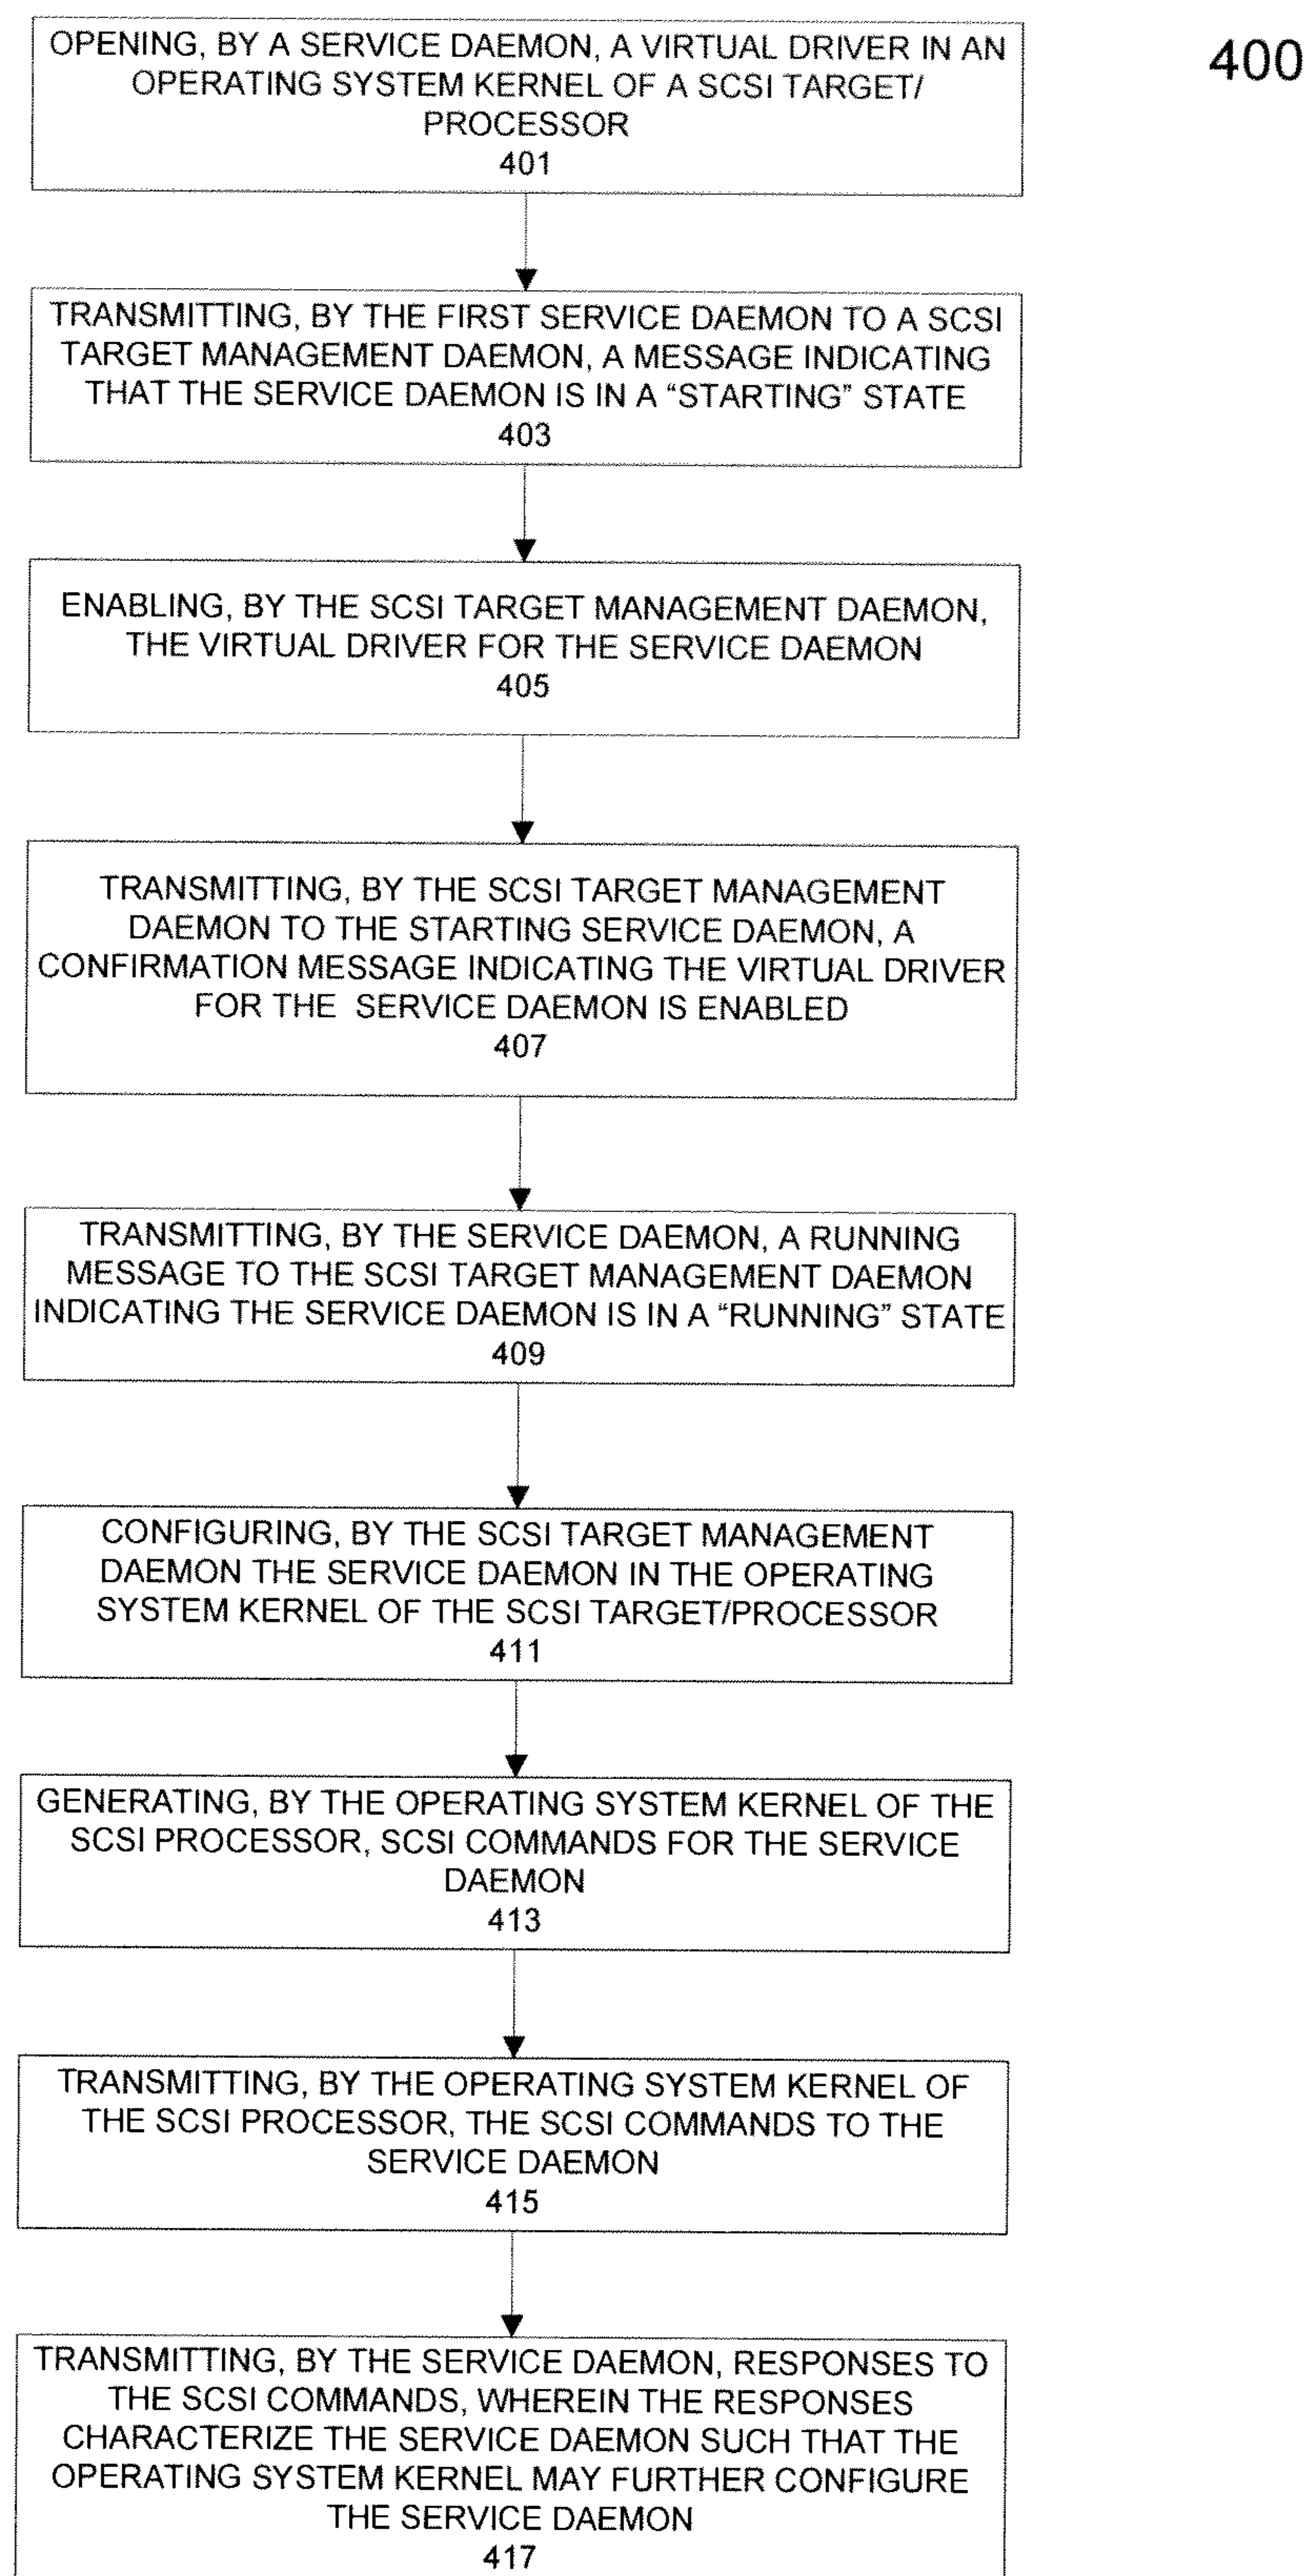 400
OPENING, BY A SERVICE DAEMON, A VIRTUAL DRIVER IN AN
OPERATING SYSTEM KERNEL OF A SCSI TARGET/
PROCESSOR
401
TRANSMITTING, BY THE FIRST SERVICE DAEMON TO A SCSI
TARGET MANAGEMENT DAEMON, A MESSAGE INDICATING
THAT THE SERVICE DAEMON IS IN A “STARTING” STATE
403
ENABLING, BY THE SCSI TARGET MANAGEMENT DAEMON,
THE VIRTUAL DRIVER FOR THE SERVICE DAEMON
405
TRANSMITTING, BY THE SCSI TARGET MANAGEMENT
DAEMON TO THE STARTING SERVICE DAEMON, A
CONFIRMATION MESSAGE INDICATING THE VIRTUAL DRIVER
FOR THE SERVICE DAEMON IS ENABLED
407
TRANSMITTING, BY THE SERVICE DAEMON, A RUNNING
MESSAGE TO THE SCSI TARGET MANAGEMENT DAEMON
INDICATING THE SERVICE DAEMON IS IN A “RUNNING” STATE
409
CONFIGURING, BY THE SCSI TARGET MANAGEMENT
DAEMON THE SERVICE DAEMON IN THE OPERATING
SYSTEM KERNEL OF THE SCSI TARGET/PROCESSOR
411
GENERATING, BY THE OPERATING SYSTEM KERNEL OF THE
SCSI PROCESSOR, SCSI COMMANDS FOR THE SERVICE
DAEMON
413
TRANSMITTING, BY THE OPERATING SYSTEM KERNEL OF
THE SCSI PROCESSOR, THE SCSI COMMANDS TO THE
SERVICE DAEMON
415
TRANSMITTING, BY THE SERVICE DAEMON, RESPONSES TO
THE SCSI COMMANDS, WHEREIN THE RESPONSES
CHARACTERIZE THE SERVICE DAEMON SUCH THAT THE
OPERATING SYSTEM KERNEL MAY FURTHER CONFIGURE
THE SERVICE DAEMON
417